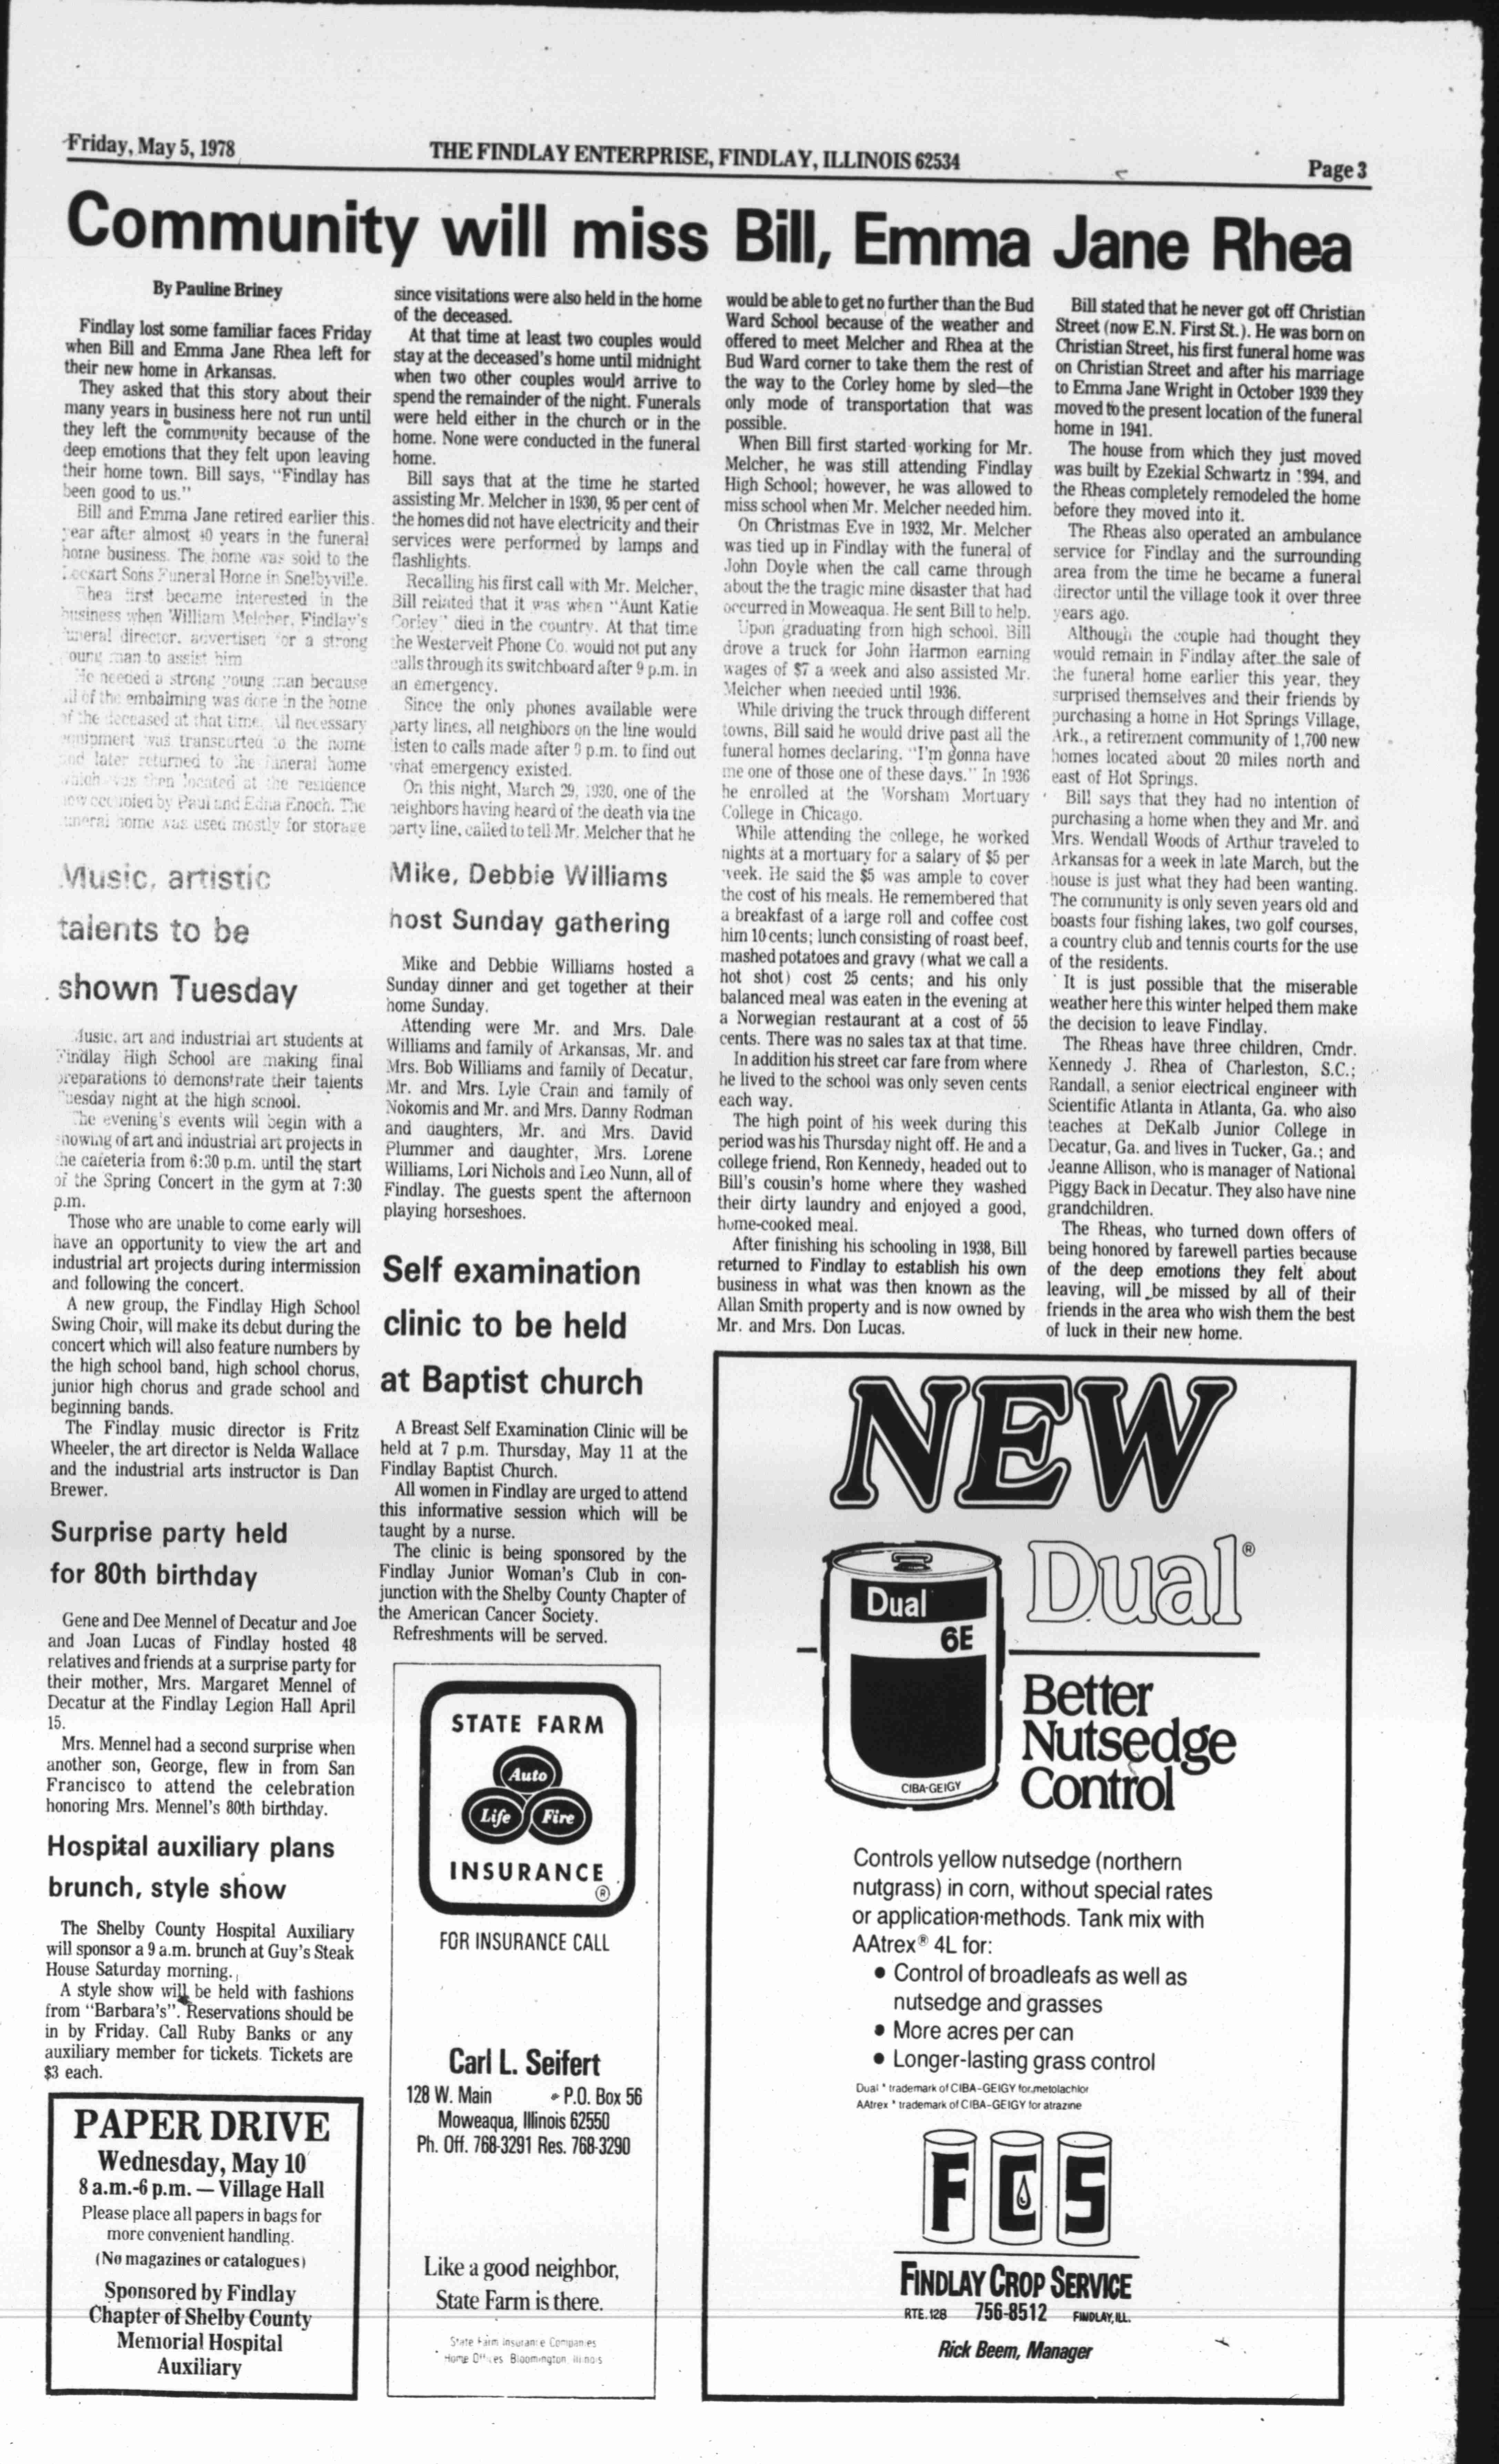 Friday, May 5, 1978
THE FINDLAY ENTERPRISE, FINDLAY, ILLINOIS 62534
Page 3
Community will miss Bill, Emma Jane Rhea
By Pauline Briney
Findlay lost some familiar faces Friday
when Bill and Emma Jane Rhea left for
their new home in Arkansas.
They asked that this story about their
many years in business here not run until
they left the community because of the
deep emotions that they felt upon leaving
their home town. Bill says, "Findlay has
been good to us."
Bill and Emma Jane retired earlier this
year after almost 40 years in the funeral
home business. The home was sold to the
Lockart Sons Funeral Home in Shelbyville.
Rhea first became interested in the
business when William Melcher, Findlay's
funeral director, advertised for a strong
young man to assist him
He needed a strong young man because
all of the embalming was done in the home
of the deceased at that time. All necessary
equipment was transported to the home
and later returned to the funeral home
which was then located at the residence
now occupied by Paul and Edna Enoch. The
funeral home was used mostly for storage
since visitations were also held in the home
of the deceased.
At that time at least two couples would
stay at the deceased's home until midnight
when two other couples would arrive to
spend the remainder of the night. Funerals
were held either in the church or in the
home. None were conducted in the funeral
home.
Bill says that at the time he started
assisting Mr. Melcher in 1930, 95 per cent of
the homes did not have electricity and their
services were performed by lamps and
flashlights.
Recalling his first call with Mr. Melcher,
Bill related that it was when "Aunt Katie
Corley" died in the country. At that time
the Westervelt Phone Co. would not put any
calls through its switchboard after 9 p.m. in
an emergency.
Since the only phones available were
party lines, all neighbors on the line would
listen to calls made after 9 p.m. to find out
what emergency existed.
On this night, March 29, 1930, one of the
neighbors having heard of the death via the
party line, called to tell Mr. Melcher that he
would be able to get no further than the Bud
Ward School because of the weather and
offered to meet Melcher and Rhea at the
Bud Ward corner to take them the rest of
the way to the Corley home by sled—the
only mode of transportation that was
possible.
When Bill first started working for Mr.
Melcher, he was still attending Findlay
High School; however, he was allowed to
miss school when Mr. Melcher needed him.
On Christmas Eve in 1932, Mr. Melcher
was tied up in Findlay with the funeral of
John Doyle when the call came through
about the the tragic mine disaster that had
occurred in Moweaqua. He sent Bill to help.
Upon graduating from high school, Bill
drove a truck for John Harmon earning
wages of $7 a week and also assisted Mr.
Melcher when needed until 1936.
While driving the truck through different
towns, Bill said he would drive past all the
funeral homes declaring, "I'm gonna have
me one of those one of these days." In 1936
he enrolled at the Worsham Mortuary
College in Chicago.
While attending the college, he worked
nights at a mortuary for a salary of $5 per
week. He said the $5 was ample to cover
the cost of his meals. He remembered that
a breakfast of a large roll and coffee cost
him 10 cents; lunch consisting of roast beef,
mashed potatoes and gravy (what we call a
hot shot) cost 25 cents; and his only
balanced meal was eaten in the evening at
a Norwegian restaurant at a cost of 55
cents. There was no sales tax at that time.
In addition his street car fare from where
he lived to the school was only seven cents
each way.
The high point of his week during this
period was his Thursday night off. He and a
college friend, Ron Kennedy, headed out to
Bill's cousin's home where they washed
their dirty laundry and enjoyed a good,
home-cooked meal.
After finishing his schooling in 1938, Bill
returned to Findlay to establish his own
business in what was then known as the
Allan Smith property and is now owned by
Mr. and Mrs. Don Lucas.
Bill stated that he never got off Christian
Street (now E.N. First St.). He was born on
Christian Street, his first funeral home was
on Christian Street and after his marriage
to Emma Jane Wright in October 1939 they
moved to the present location of the funeral
home in 1941.
The house from which they just moved
was built by Ezekial Schwartz in 1894, and
the Rheas completely remodeled the home
before they moved into it.
The Rheas also operated an ambulance
service for Findlay and the surrounding
area from the time he became a funeral
director until the village took it over three
years ago.
Although the couple had thought they
would remain in Findlay after the sale of
the funeral home earlier this year, they
surprised themselves and their friends by
purchasing a home in Hot Springs Village,
Ark., a retirement community of 1,700 new
homes located about 20 miles north and
east of Hot Springs.
Bill says that they had no intention of
purchasing a home when they and Mr. and
Mrs. Wendall Woods of Arthur traveled to
Arkansas for a week in late March, but the
house is just what they had been wanting.
The community is only seven years old and
boasts four fishing lakes, two golf courses,
a country club and tennis courts for the use
of the residents.
It is just possible that the miserable
weather here this winter helped them make
the decision to leave Findlay.
The Rheas have three children, Cmdr.
Kennedy J. Rhea of Charleston, S.C.;
Randall, a senior electrical engineer with
Scientific Atlanta in Atlanta, Ga. who also
teaches at DeKalb Junior College in
Decatur, Ga. and lives in Tucker, Ga.; and
Jeanne Allison, who is manager of National
Piggy Back in Decatur. They also have nine
grandchildren.
The Rheas, who turned down offers of
being honored by farewell parties because
of the deep emotions they felt about
leaving, will be missed by all of their
friends in the area who wish them the best
of luck in their new home.
Music, artistic
talents to be
shown Tuesday
Music, art and industrial art students at
Findlay High School are making final
preparations to demonstrate their talents
Tuesday night at the high school.
The evening's events will begin with a
showing of art and industrial art projects in
the cafeteria from 6:30 p.m. until the start
of the Spring Concert in the gym at 7:30
p.m.
Those who are unable to come early will
have an opportunity to view the art and
industrial art projects during intermission
and following the concert.
A new group, the Findlay High School
Swing Choir, will make its debut during the
concert which will also feature numbers by
the high school band, high school chorus,
junior high chorus and grade school and
beginning bands.
The Findlay music director is Fritz
Wheeler, the art director is Nelda Wallace
and the industrial arts instructor is Dan
Brewer.
Surprise party held
for 80th birthday
Gene and Dee Mennel of Decatur and Joe
and Joan Lucas of Findlay hosted 48
relatives and friends at a surprise party for
their mother, Mrs. Margaret Mennel of
Decatur at the Findlay Legion Hall April
15.
Mrs. Mennel had a second surprise when
another son, George, flew in from San
Francisco to attend the celebration
honoring Mrs. Mennel's 80th birthday.
Hospital auxiliary plans
brunch, style show
The Shelby County Hospital Auxiliary
will sponsor a 9 a.m. brunch at Guy's Steak
House Saturday morning.
A style show will be held with fashions
from "Barbara's". Reservations should be
in by Friday. Call Ruby Banks or any
auxiliary member for tickets. Tickets are
$3 each.
PAPER DRIVE
Wednesday, May 10
8 a.m.-6 p.m. — Village Hall
Please place all papers in bags for
more convenient handling.
(No magazines or catalogues)
Sponsored by Findlay
Chapter of Shelby County
Memorial Hospital
Auxiliary
Mike, Debbie Williams
host Sunday gathering
Mike and Debbie Williams hosted a
Sunday dinner and get together at their
home Sunday.
Attending were Mr. and Mrs. Dale
Williams and family of Arkansas, Mr. and
Mrs. Bob Williams and family of Decatur,
Mr. and Mrs. Lyle Crain and family of
Nokomis and Mr. and Mrs. Danny Rodman
and daughters, Mr. and Mrs. David
Plummer and daughter, Mrs. Lorene
Williams, Lori Nichols and Leo Nunn, all of
Findlay. The guests spent the afternoon
playing horseshoes.
Self examination
clinic to be held
at Baptist church
A Breast Self Examination Clinic will be
held at 7 p.m. Thursday, May 11 at the
Findlay Baptist Church.
All women in Findlay are urged to attend
this informative session which will be
taught by a nurse.
The clinic is being sponsored by the
Findlay Junior Woman's Club in con-
junction with the Shelby County Chapter of
the American Cancer Society.
Refreshments will be served.
STATE FARM
Auto
Life Fire
INSURANCE
®
FOR INSURANCE CALL
Carl L. Seifert
128 W. Main P.O. Box 56
Moweaqua, Illinois 62550
Ph. Off. 768-3291 Res. 768-3290
Like a good neighbor,
State Farm is there.
State Farm Insurance Companies
Home Offices Bloomington, Illinois
NEW
Dual®
Dual
6E
CIBA-GEIGY
Better
Nutsedge
Control
Controls yellow nutsedge (northern
nutgrass) in corn, without special rates
or application methods. Tank mix with
AAtrex® 4L for:
• Control of broadleafs as well as
nutsedge and grasses
• More acres per can
• Longer-lasting grass control
Dual * trademark of CIBA-GEIGY for metolachlor
AAtrex * trademark of CIBA-GEIGY for atrazine
FCS
FINDLAY CROP SERVICE
RTE. 128 756-8512 FINDLAY, ILL.
Rick Beem, Manager